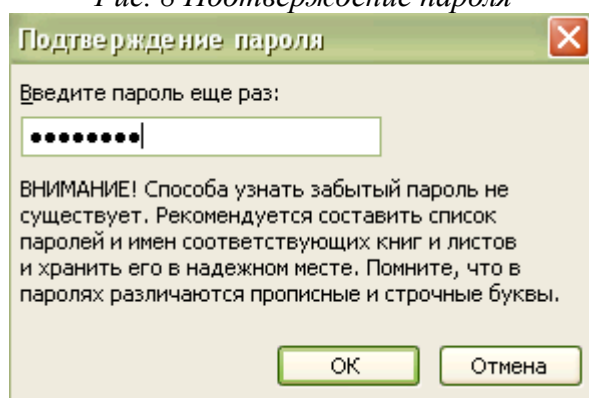 Рис. 8 Подтверждение пароля
Подтверждение пароля
Введите пароль еще раз:
••••••••
ВНИМАНИЕ! Способа узнать забытый пароль не
существует. Рекомендуется составить список
паролей и имен соответствующих книг и листов
и хранить его в надежном месте. Помните, что в
паролях различаются прописные и строчные буквы.
ОК
Отмена